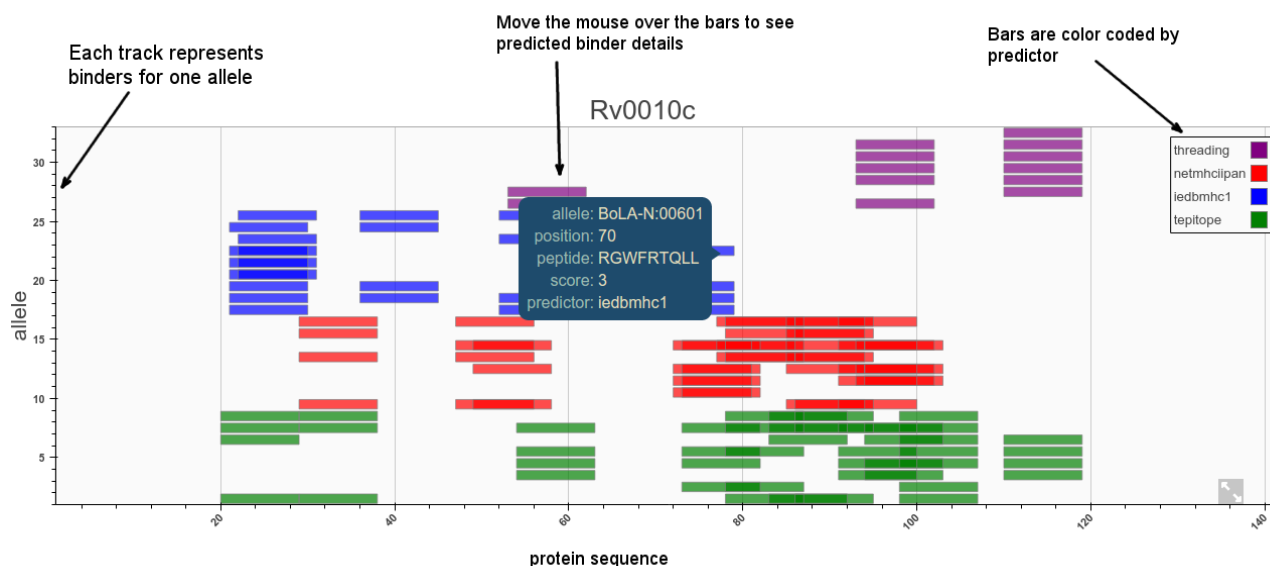 Move the mouse over the bars to see
predicted binder details
Bars are color coded by
predictor
Each track represents
binders for one allele
Rv0010c
threading
netmhciipan
iedbmhc1
tepitope
allele: BoLA-N:00601
position: 70
peptide: RGWFRTQLL
score: 3
predictor: iedbmhc1
allele
30
25
20
15
10
5
20
40
60
80
100
120
140
protein sequence